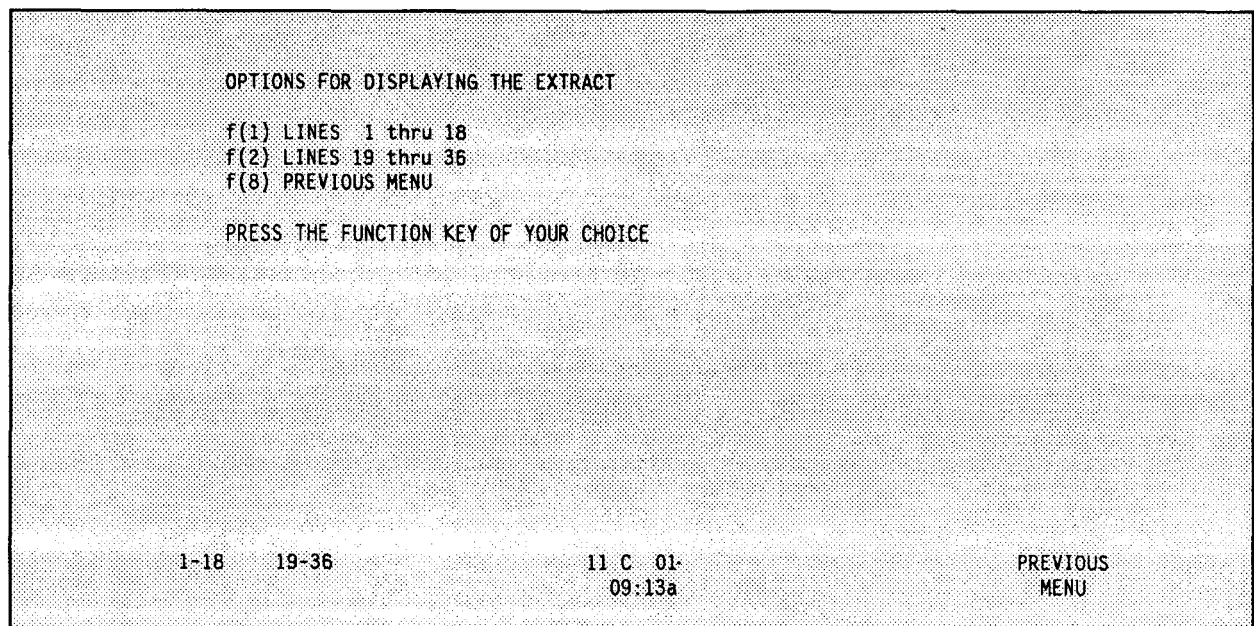 OPTIONS FOR DISPLAYING THE EXTRACT
f(1) LINES 1 thru 18
f(2) LINES 19 thru 36
f(8) PREVIOUS MENU
PRESS THE FUNCTION KEY OF YOUR CHOICE
1-18 19-36 11 C 01- PREVIOUS
09:13a MENU